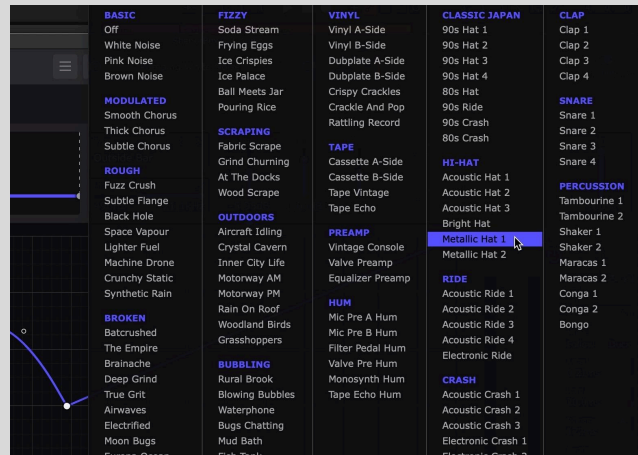 BASIC
Off
White Noise
Pink Noise
Brown Noise
MODULATED
Smooth Chorus
Thick Chorus
Subtle Chorus
ROUGH
Fuzz Crush
Subtle Flange
Black Hole
Space Vapour
Lighter Fuel
Machine Drone
Crunchy Static
Synthetic Rain
BROKEN
Batcrushed
The Empire
Brainache
Deep Grind
True Grit
Airwaves
Electrified
Moon Bugs
FIZZY
Soda Stream
Frying Eggs
Ice Crispies
Ice Palace
Ball Meets Jar
Pouring Rice
SCRAPING
Fabric Scrape
Grind Churning
At The Docks
Wood Scrape
OUTDOORS
Aircraft Idling
Crystal Cavern
Inner City Life
Motorway AM
Motorway PM
Rain On Roof
Woodland Birds
Grasshoppers
BUBBLING
Rural Brook
Blowing Bubbles
Waterphone
Bugs Chatting
Mud Bath
Fish Tank
VINYL
Vinyl A-Side
Vinyl B-Side
Dubplate A-Side
Dubplate B-Side
Crispy Crackles
Crackle And Pop
Rattling Record
TAPE
Cassette A-Side
Cassette B-Side
Tape Vintage
Tape Echo
PREAMP
Vintage Console
Valve Preamp
Equalizer Preamp
HUM
Mic Pre A Hum
Mic Pre B Hum
Filter Pedal Hum
Valve Pre Hum
Monosynth Hum
Tape Echo Hum
CLASSIC JAPAN
90s Hat 1
90s Hat 2
90s Hat 3
90s Hat 4
80s Hat
90s Ride
90s Crash
80s Crash
HI-HAT
Acoustic Hat 1
Acoustic Hat 2
Acoustic Hat 3
Bright Hat
Metallic Hat 1
Metallic Hat 2
RIDE
Acoustic Ride 1
Acoustic Ride 2
Acoustic Ride 3
Acoustic Ride 4
Electronic Ride
CRASH
Acoustic Crash 1
Acoustic Crash 2
Acoustic Crash 3
Electronic Crash 1
Electronic Crash 2
CLAP
Clap 1
Clap 2
Clap 3
Clap 4
SNARE
Snare 1
Snare 2
Snare 3
Snare 4
PERCUSSION
Tambourine 1
Tambourine 2
Shaker 1
Shaker 2
Maracas 1
Maracas 2
Conga 1
Conga 2
Bongo